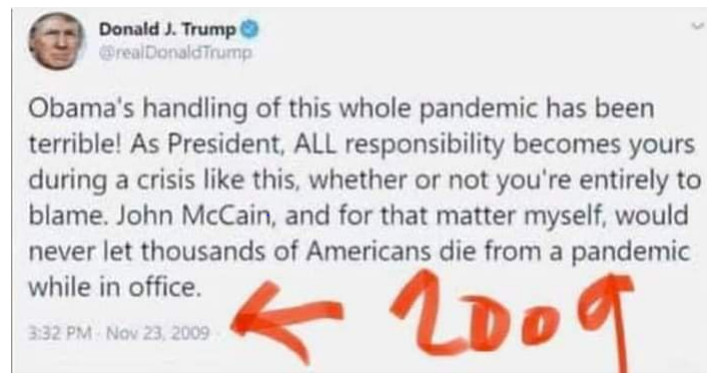 Donald J. Trump
@realDonaldTrump
Obama's handling of this whole pandemic has been
terrible! As President, ALL responsibility becomes yours
during a crisis like this, whether or not you're entirely to
blame. John McCain, and for that matter myself, would
never let thousands of Americans die from a pandemic
while in office.
2009
3:32 PM - Nov 23, 2009